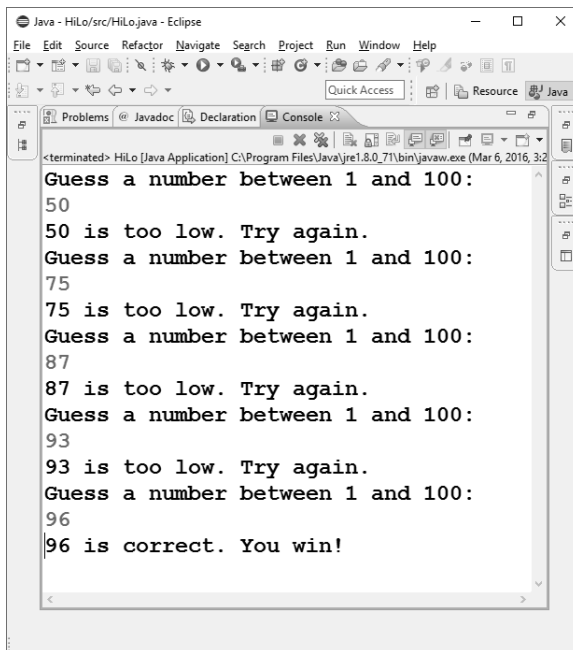 Java - HiLo/src/HiLo.java - Eclipse
File Edit Source Refactor Navigate Search Project Run Window Help
Quick Access Resource Java
Problems @ Javadoc Declaration Console
<terminated> HiLo [Java Application] C:\Program Files\Java\jre1.8.0_71\bin\javaw.exe (Mar 6, 2016, 3:2
Guess a number between 1 and 100:
50
50 is too low. Try again.
Guess a number between 1 and 100:
75
75 is too low. Try again.
Guess a number between 1 and 100:
87
87 is too low. Try again.
Guess a number between 1 and 100:
93
93 is too low. Try again.
Guess a number between 1 and 100:
96
96 is correct. You win!